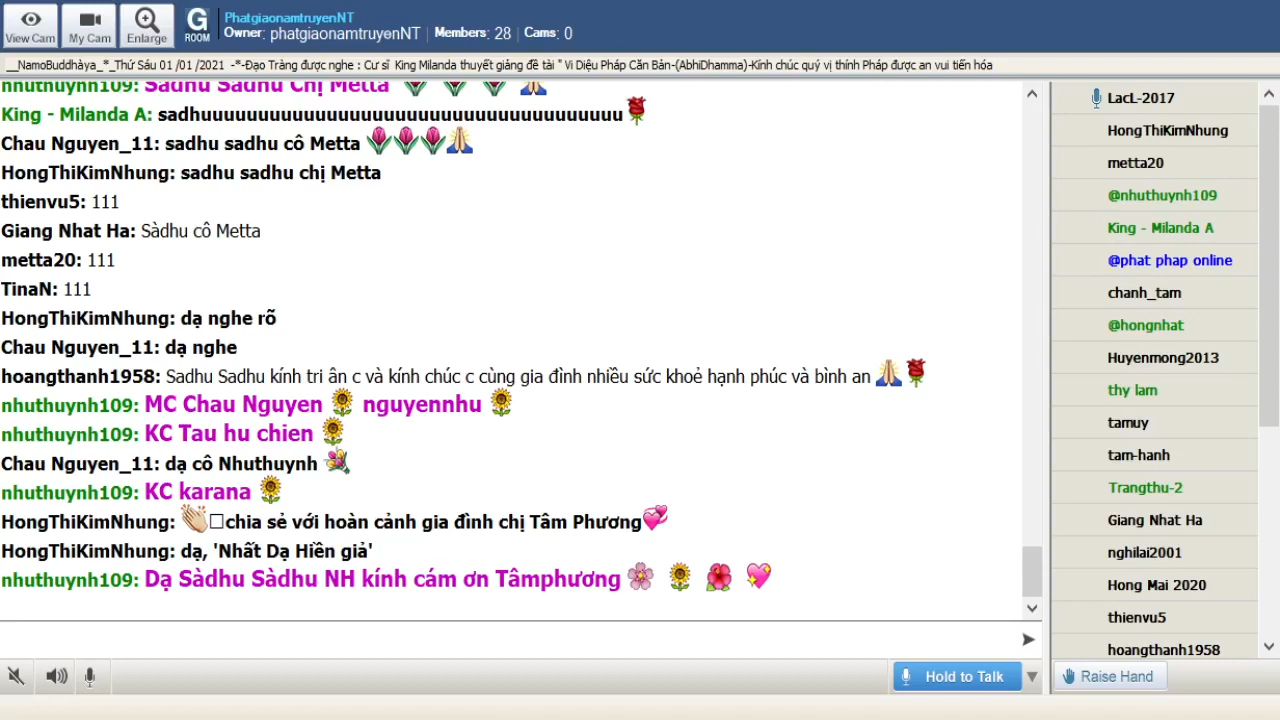 View Cam
My Cam
Enlarge
G
ROOM
PhatgiaonamtruyenNT
Owner: phatgiaonamtruyenNT | Members: 28 | Cams: 0
__NamoBuddhàya_*_Thứ Sáu 01 /01 /2021 -*-Đạo Tràng được nghe : Cư sĩ King Milanda thuyết giảng đề tài " Vi Diệu Pháp Căn Bản-(AbhiDhamma)-Kính chúc quý vị thính Pháp được an vui tiến hóa
nhuthuynh109: Sadhu Sadhu Chị Metta
King - Milanda A: sadhuuuuuuuuuuuuuuuuuuuuuuuuuuuuuuuuuuuuu
Chau Nguyen_11: sadhu sadhu cô Metta
HongThiKimNhung: sadhu sadhu chị Metta
thienvu5: 111
Giang Nhat Ha: Sàdhu cô Metta
metta20: 111
TinaN: 111
HongThiKimNhung: dạ nghe rõ
Chau Nguyen_11: dạ nghe
hoangthanh1958: Sadhu Sadhu kính tri ân c và kính chúc c cùng gia đình nhiều sức khoẻ hạnh phúc và bình an
nhuthuynh109: MC Chau Nguyen nguyennhu
nhuthuynh109: KC Tau hu chien
Chau Nguyen_11: dạ cô Nhuthuynh
nhuthuynh109: KC karana
HongThiKimNhung: chia sẻ với hoàn cảnh gia đình chị Tâm Phương
HongThiKimNhung: dạ, 'Nhất Dạ Hiền giả'
nhuthuynh109: Dạ Sàdhu Sàdhu NH kính cám ơn Tâmphương
Hold to Talk
LacL-2017
HongThiKimNhung
metta20
@nhuthuynh109
King - Milanda A
@phat phap online
chanh_tam
@hongnhat
Huyenmong2013
thy lam
tamuy
tam-hanh
Trangthu-2
Giang Nhat Ha
nghilai2001
Hong Mai 2020
thienvu5
hoangthanh1958
Raise Hand